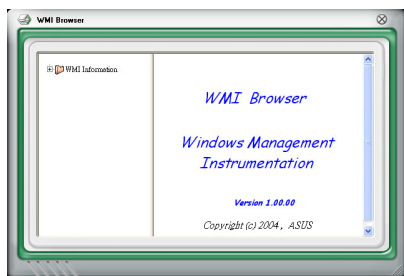 WMI Browser
WMI Information
WMI Browser
Windows Management
Instrumentation
Version 1.00.00
Copyright (c) 2004, ASUS